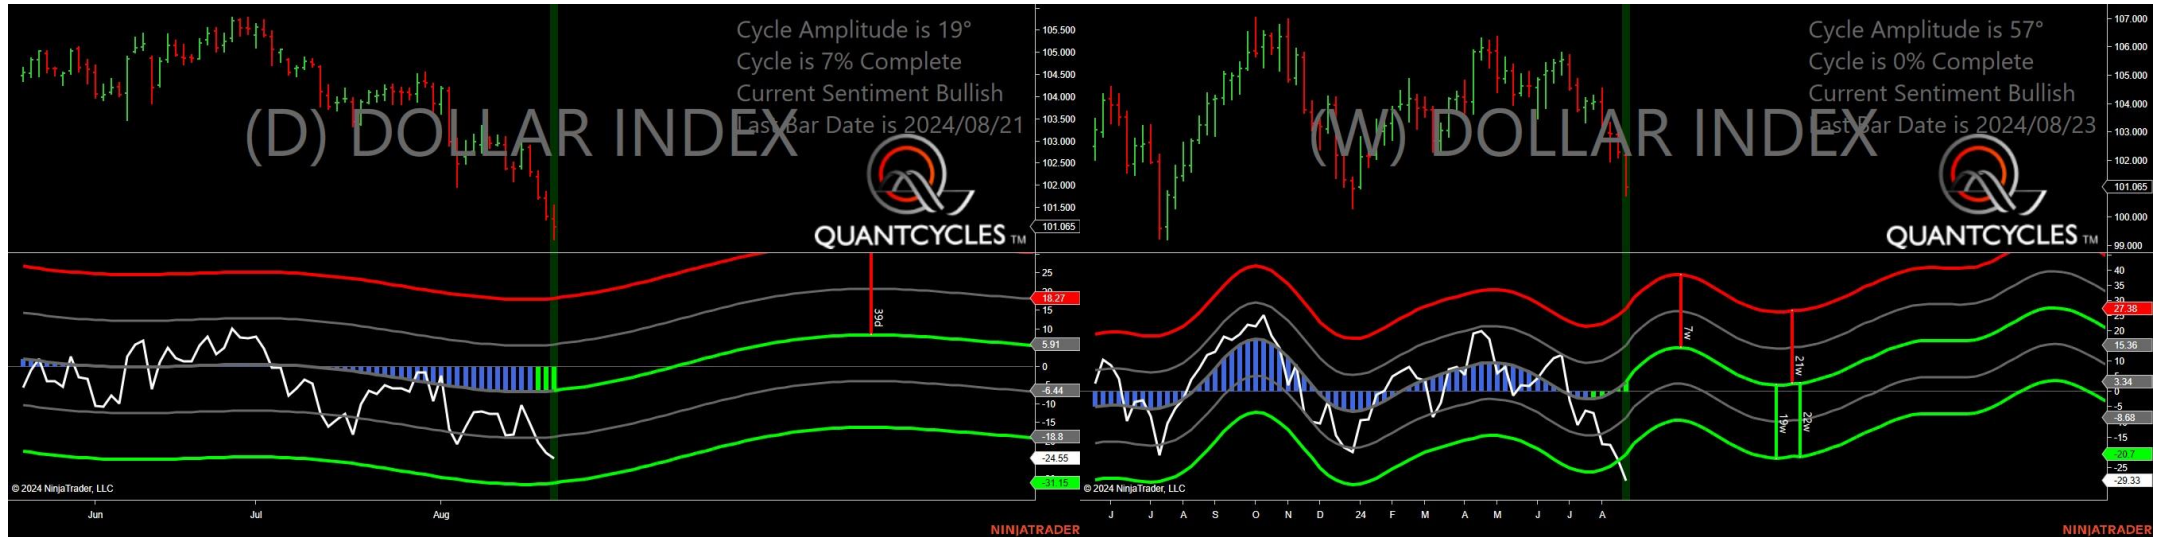 Cycle Amplitude is 19°
Cycle is 7% Complete
Current Sentiment Bullish
Last Bar Date is 2024/08/21
(D) DOLLAR INDEX
QUANTCYCLES TM
105.500
105.000
104.500
104.000
103.500
103.000
102.500
102.000
101.500
101.065
25
18.27
15
10
5.91
0
-6.44
-10
-15
-18.8
-24.55
-31.15
39d
© 2024 NinjaTrader, LLC
Jun Jul Aug
NINJATRADER
Cycle Amplitude is 57°
Cycle is 0% Complete
Current Sentiment Bullish
Last Bar Date is 2024/08/23
(W) DOLLAR INDEX
QUANTCYCLES TM
107.000
106.000
105.000
104.000
103.000
102.000
101.065
100.000
99.000
40
35
30
27.38
25
20
15.36
10
5
3.34
0
-5
-8.68
-15
-20.7
-25
-29.33
7w
21w
19w
22w
© 2024 NinjaTrader, LLC
J J A S O N D 24 F M A M J J A
NINJATRADER